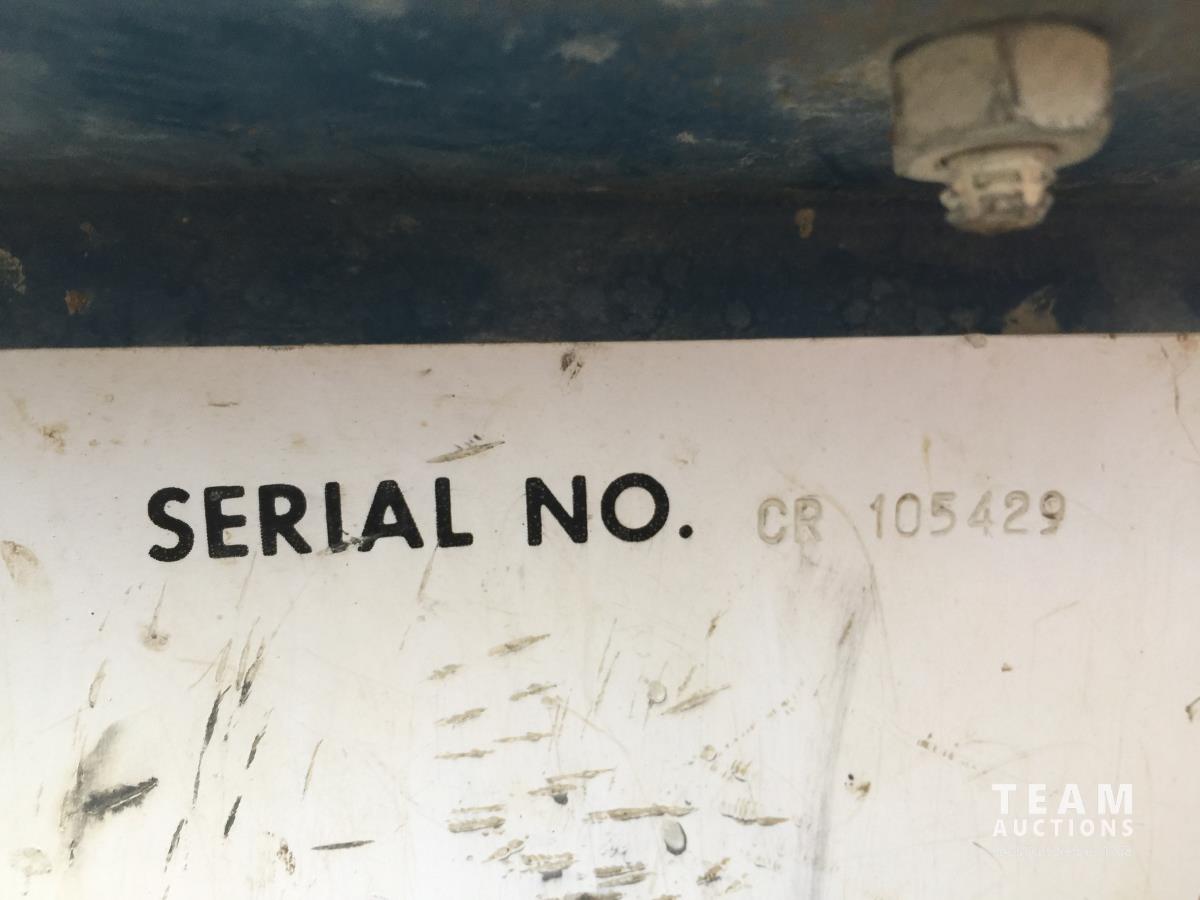 SERIAL NO. CR 105429
TEAM
AUCTIONS